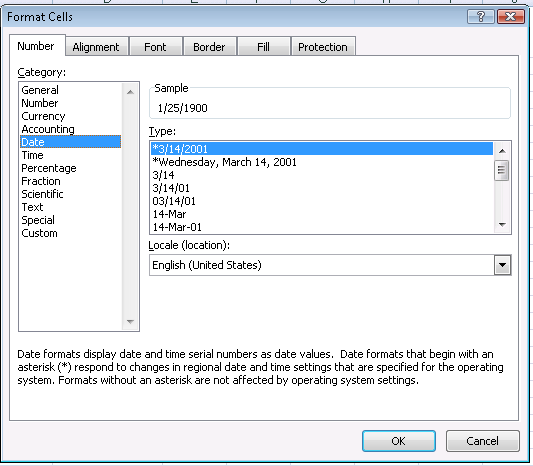 Format Cells
Number Alignment Font Border Fill Protection
Category:
General
Number
Currency
Accounting
Date
Time
Percentage
Fraction
Scientific
Text
Special
Custom
Sample
1/25/1900
Type:
*3/14/2001
*Wednesday, March 14, 2001
3/14
3/14/01
03/14/01
14-Mar
14-Mar-01
Locale (location):
English (United States)
Date formats display date and time serial numbers as date values.  Date formats that begin with an
asterisk (*) respond to changes in regional date and time settings that are specified for the operating
system. Formats without an asterisk are not affected by operating system settings.
OK Cancel